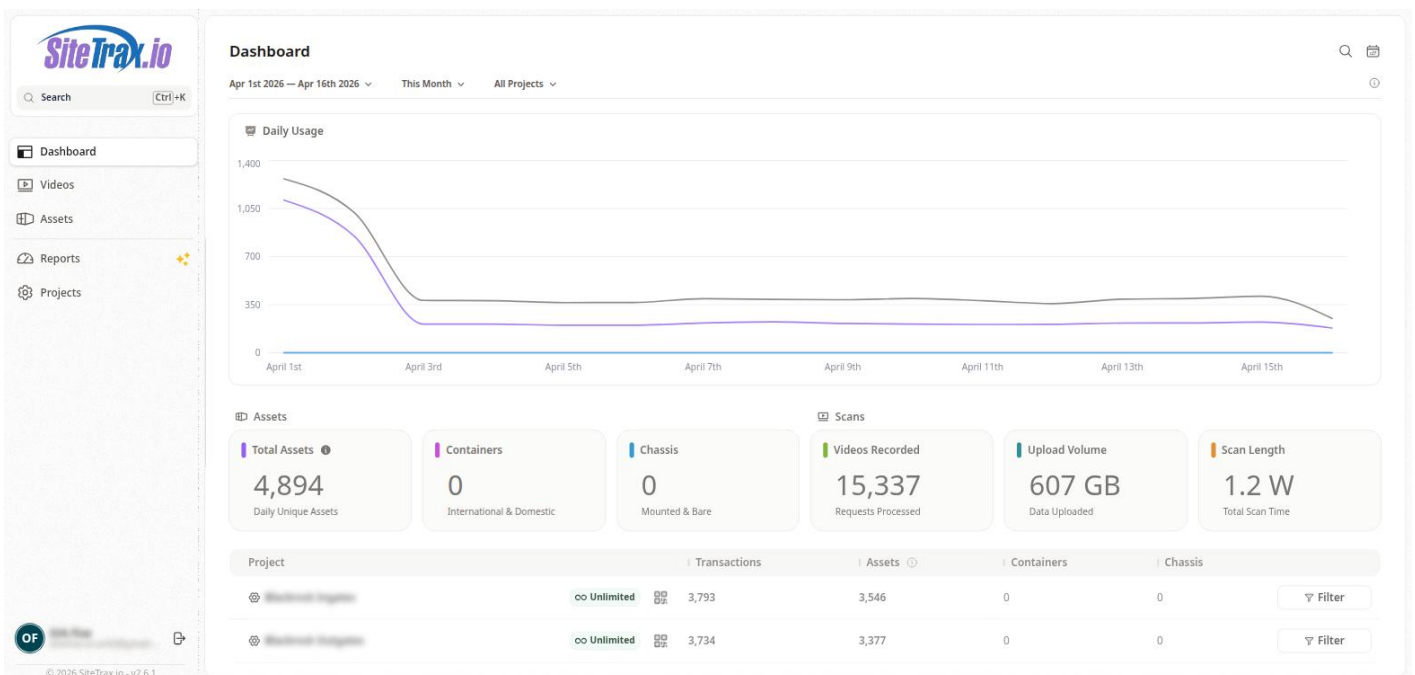 SiteTrax.io
Search Ctrl+K
Dashboard
Videos
Assets
Reports
Projects
OF
© 2026 SiteTrax.io - v2.6.1
Dashboard
Apr 1st 2026 — Apr 16th 2026 This Month All Projects
Daily Usage
1,400
1,050
700
350
0
April 1st April 3rd April 5th April 7th April 9th April 11th April 13th April 15th
Assets
Total Assets
4,894
Daily Unique Assets
Containers
0
International & Domestic
Chassis
0
Mounted & Bare
Scans
Videos Recorded
15,337
Requests Processed
Upload Volume
607 GB
Data Uploaded
Scan Length
1.2 W
Total Scan Time
Project Transactions Assets Containers Chassis
Unlimited 3,793 3,546 0 0 Filter
Unlimited 3,734 3,377 0 0 Filter